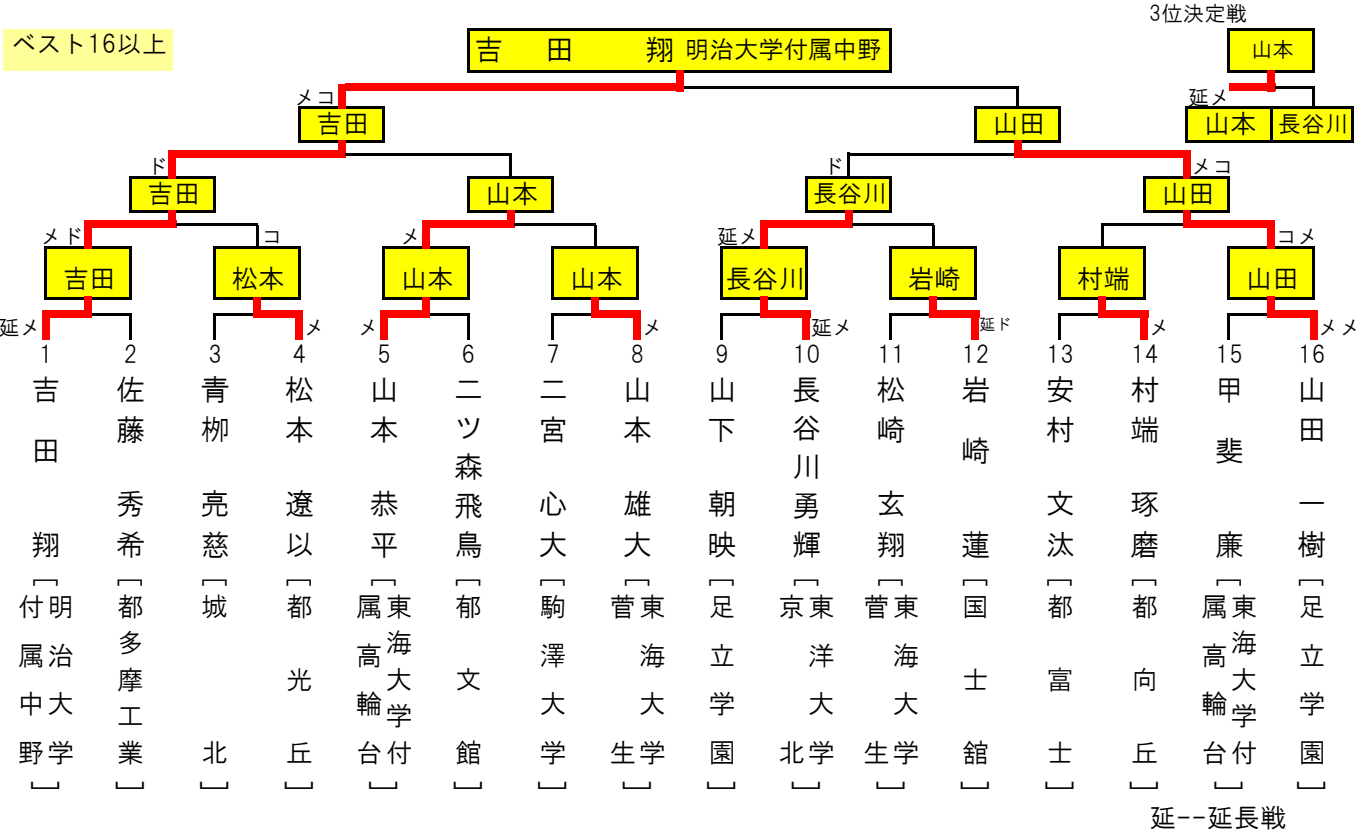 3位決定戦
ベスト16以上
吉田 翔 明治大学付属中野
山本
メコ
延メ
吉田
山田
山本
長谷川
ド
ド
メコ
吉田
山本
長谷川
山田
メド
コ
メ
延メ
コメ
吉田
松本
山本
山本
長谷川
岩崎
村端
山田
延メ
メ
メ
メ
延メ
延ド
メ
メメ
1 2 3 4 5 6 7 8 9 10 11 12 13 14 15 16
吉田 翔 [明治大学付属中野]
佐藤 秀希 [都多摩工業]
青栁 亮慈 [城北]
松本 遼以 [都光丘]
山本 恭平 [東海大学付属高輪台]
二ツ森飛鳥 [郁文館]
二宮 心大 [駒澤大学]
山本 雄大 [東海大学菅生]
山下 朝映 [足立学園]
長谷川勇輝 [東洋大学京北]
松崎 玄翔 [東海大学菅生]
岩崎 蓮 [国士舘]
安村 文汰 [都富士]
村端 琢磨 [都向丘]
甲斐 廉 [東海大学付属高輪台]
山田 一樹 [足立学園]
延--延長戦